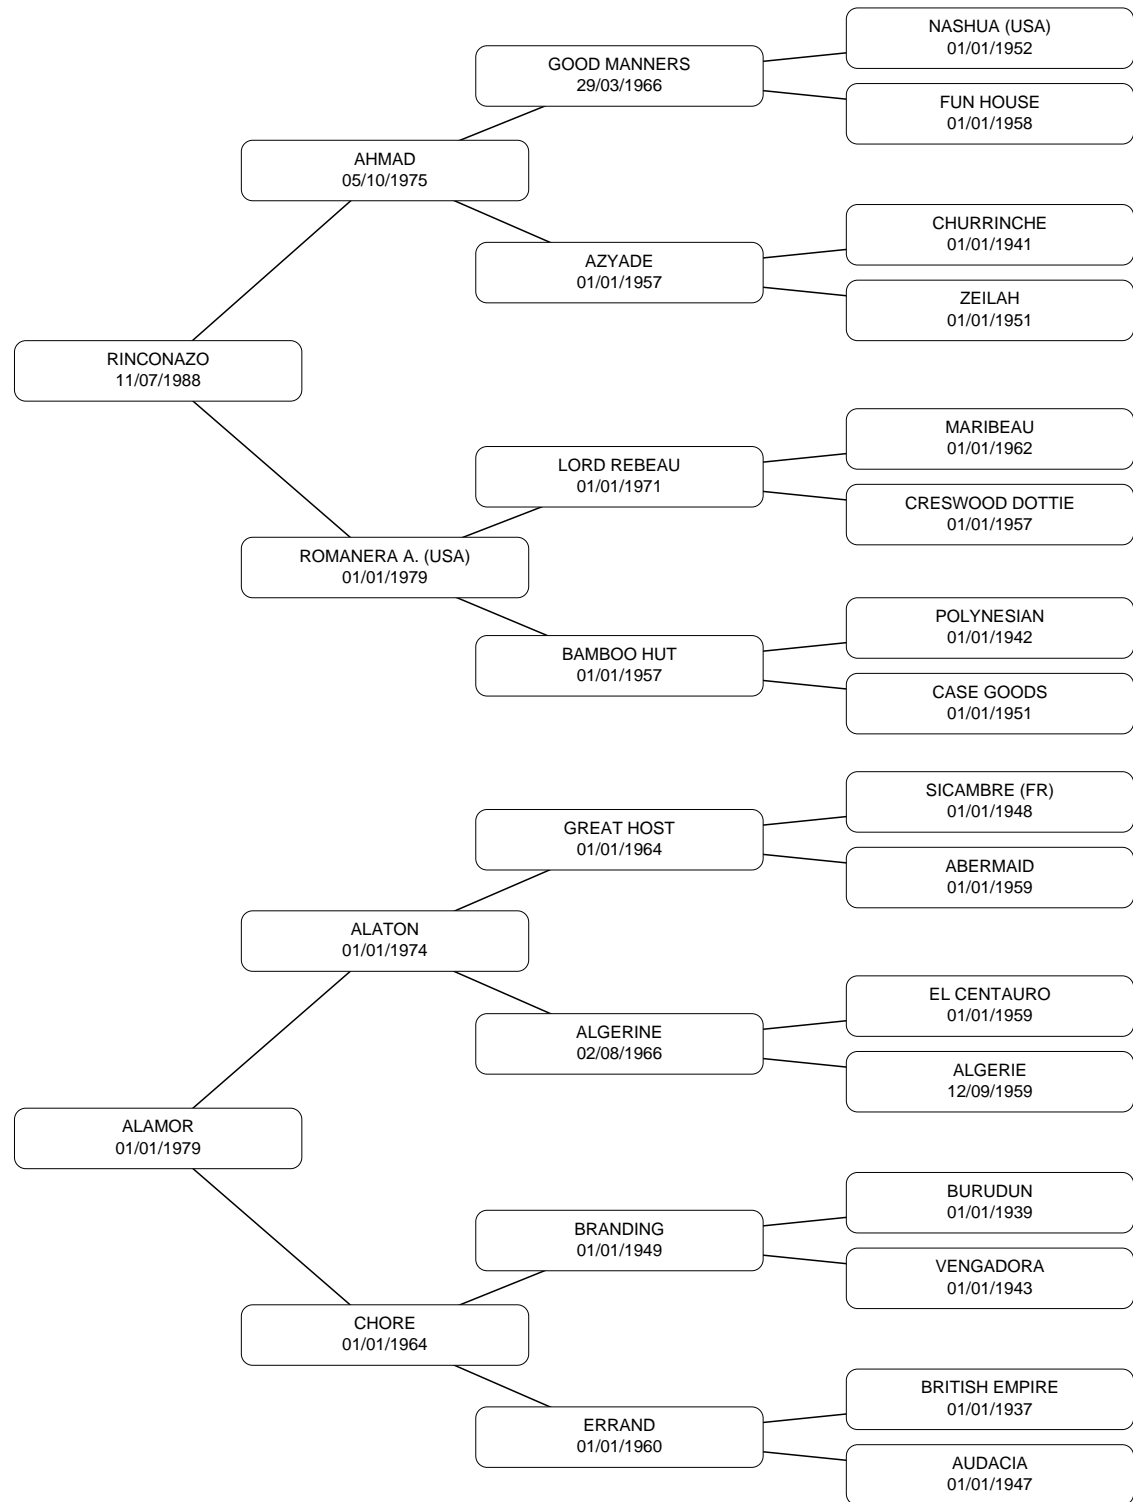 NASHUA (USA)
01/01/1952
GOOD MANNERS
29/03/1966
FUN HOUSE
01/01/1958
AHMAD
05/10/1975
CHURRINCHE
01/01/1941
AZYADE
01/01/1957
ZEILAH
01/01/1951
RINCONAZO
11/07/1988
MARIBEAU
01/01/1962
LORD REBEAU
01/01/1971
CRESWOOD DOTTIE
01/01/1957
ROMANERA A. (USA)
01/01/1979
POLYNESIAN
01/01/1942
BAMBOO HUT
01/01/1957
CASE GOODS
01/01/1951
SICAMBRE (FR)
01/01/1948
GREAT HOST
01/01/1964
ABERMAID
01/01/1959
ALATON
01/01/1974
EL CENTAURO
01/01/1959
ALGERINE
02/08/1966
ALGERIE
12/09/1959
ALAMOR
01/01/1979
BURUDUN
01/01/1939
BRANDING
01/01/1949
VENGADORA
01/01/1943
CHORE
01/01/1964
BRITISH EMPIRE
01/01/1937
ERRAND
01/01/1960
AUDACIA
01/01/1947